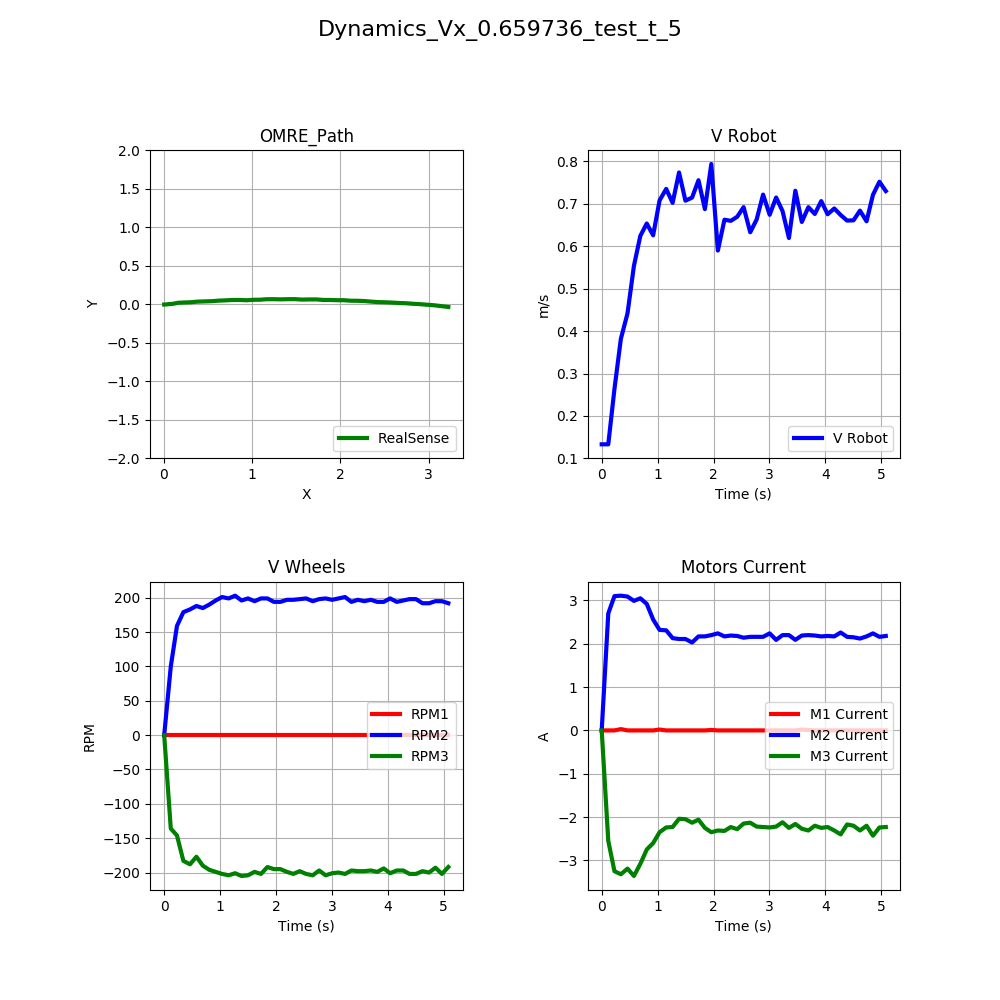 Dynamics_Vx_0.659736_test_t_5
OMRE_Path
2.0
1.5
1.0
0.5
0.0
−0.5
−1.0
−1.5
−2.0
Y
0 1 2 3
X
RealSense
V Robot
0.8
0.7
0.6
0.5
0.4
0.3
0.2
0.1
m/s
0 1 2 3 4 5
Time (s)
V Robot
V Wheels
200
150
100
50
0
−50
−100
−150
−200
RPM
0 1 2 3 4 5
Time (s)
RPM1
RPM2
RPM3
Motors Current
3
2
1
0
−1
−2
−3
A
0 1 2 3 4 5
Time (s)
M1 Current
M2 Current
M3 Current